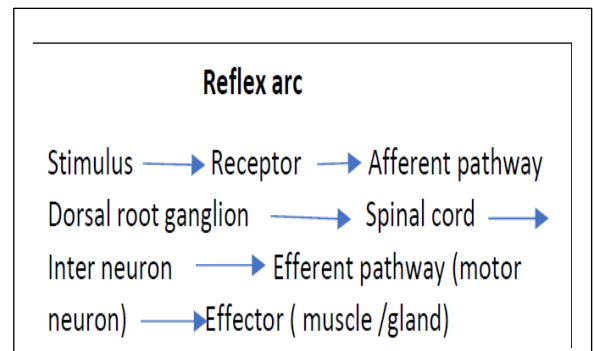 Reflex arc
Stimulus Receptor Afferent pathway
Dorsal root ganglion Spinal cord
Inter neuron Efferent pathway (motor
neuron) Effector ( muscle /gland)